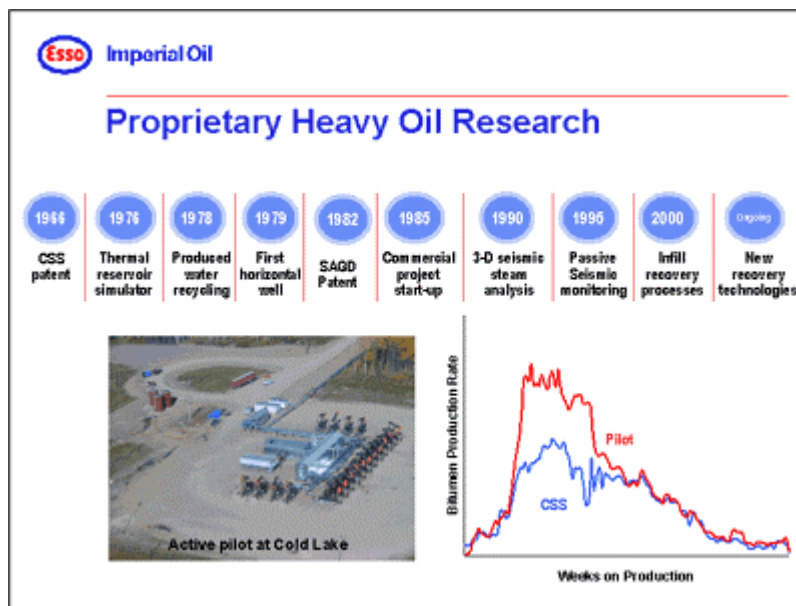 Esso Imperial Oil
Proprietary Heavy Oil Research
1966
CSS
patent
1976
Thermal
reservoir
simulator
1978
Produced
water
recycling
1979
First
horizontal
well
1982
SAGD
Patent
1985
Commercial
project
start-up
1990
3-D seismic
steam
analysis
1995
Passive
Seismic
monitoring
2000
Infill
recovery
processes
Ongoing
New
recovery
technologies
Active pilot at Cold Lake
Bitumen Production Rate
Pilot
CSS
Weeks on Production